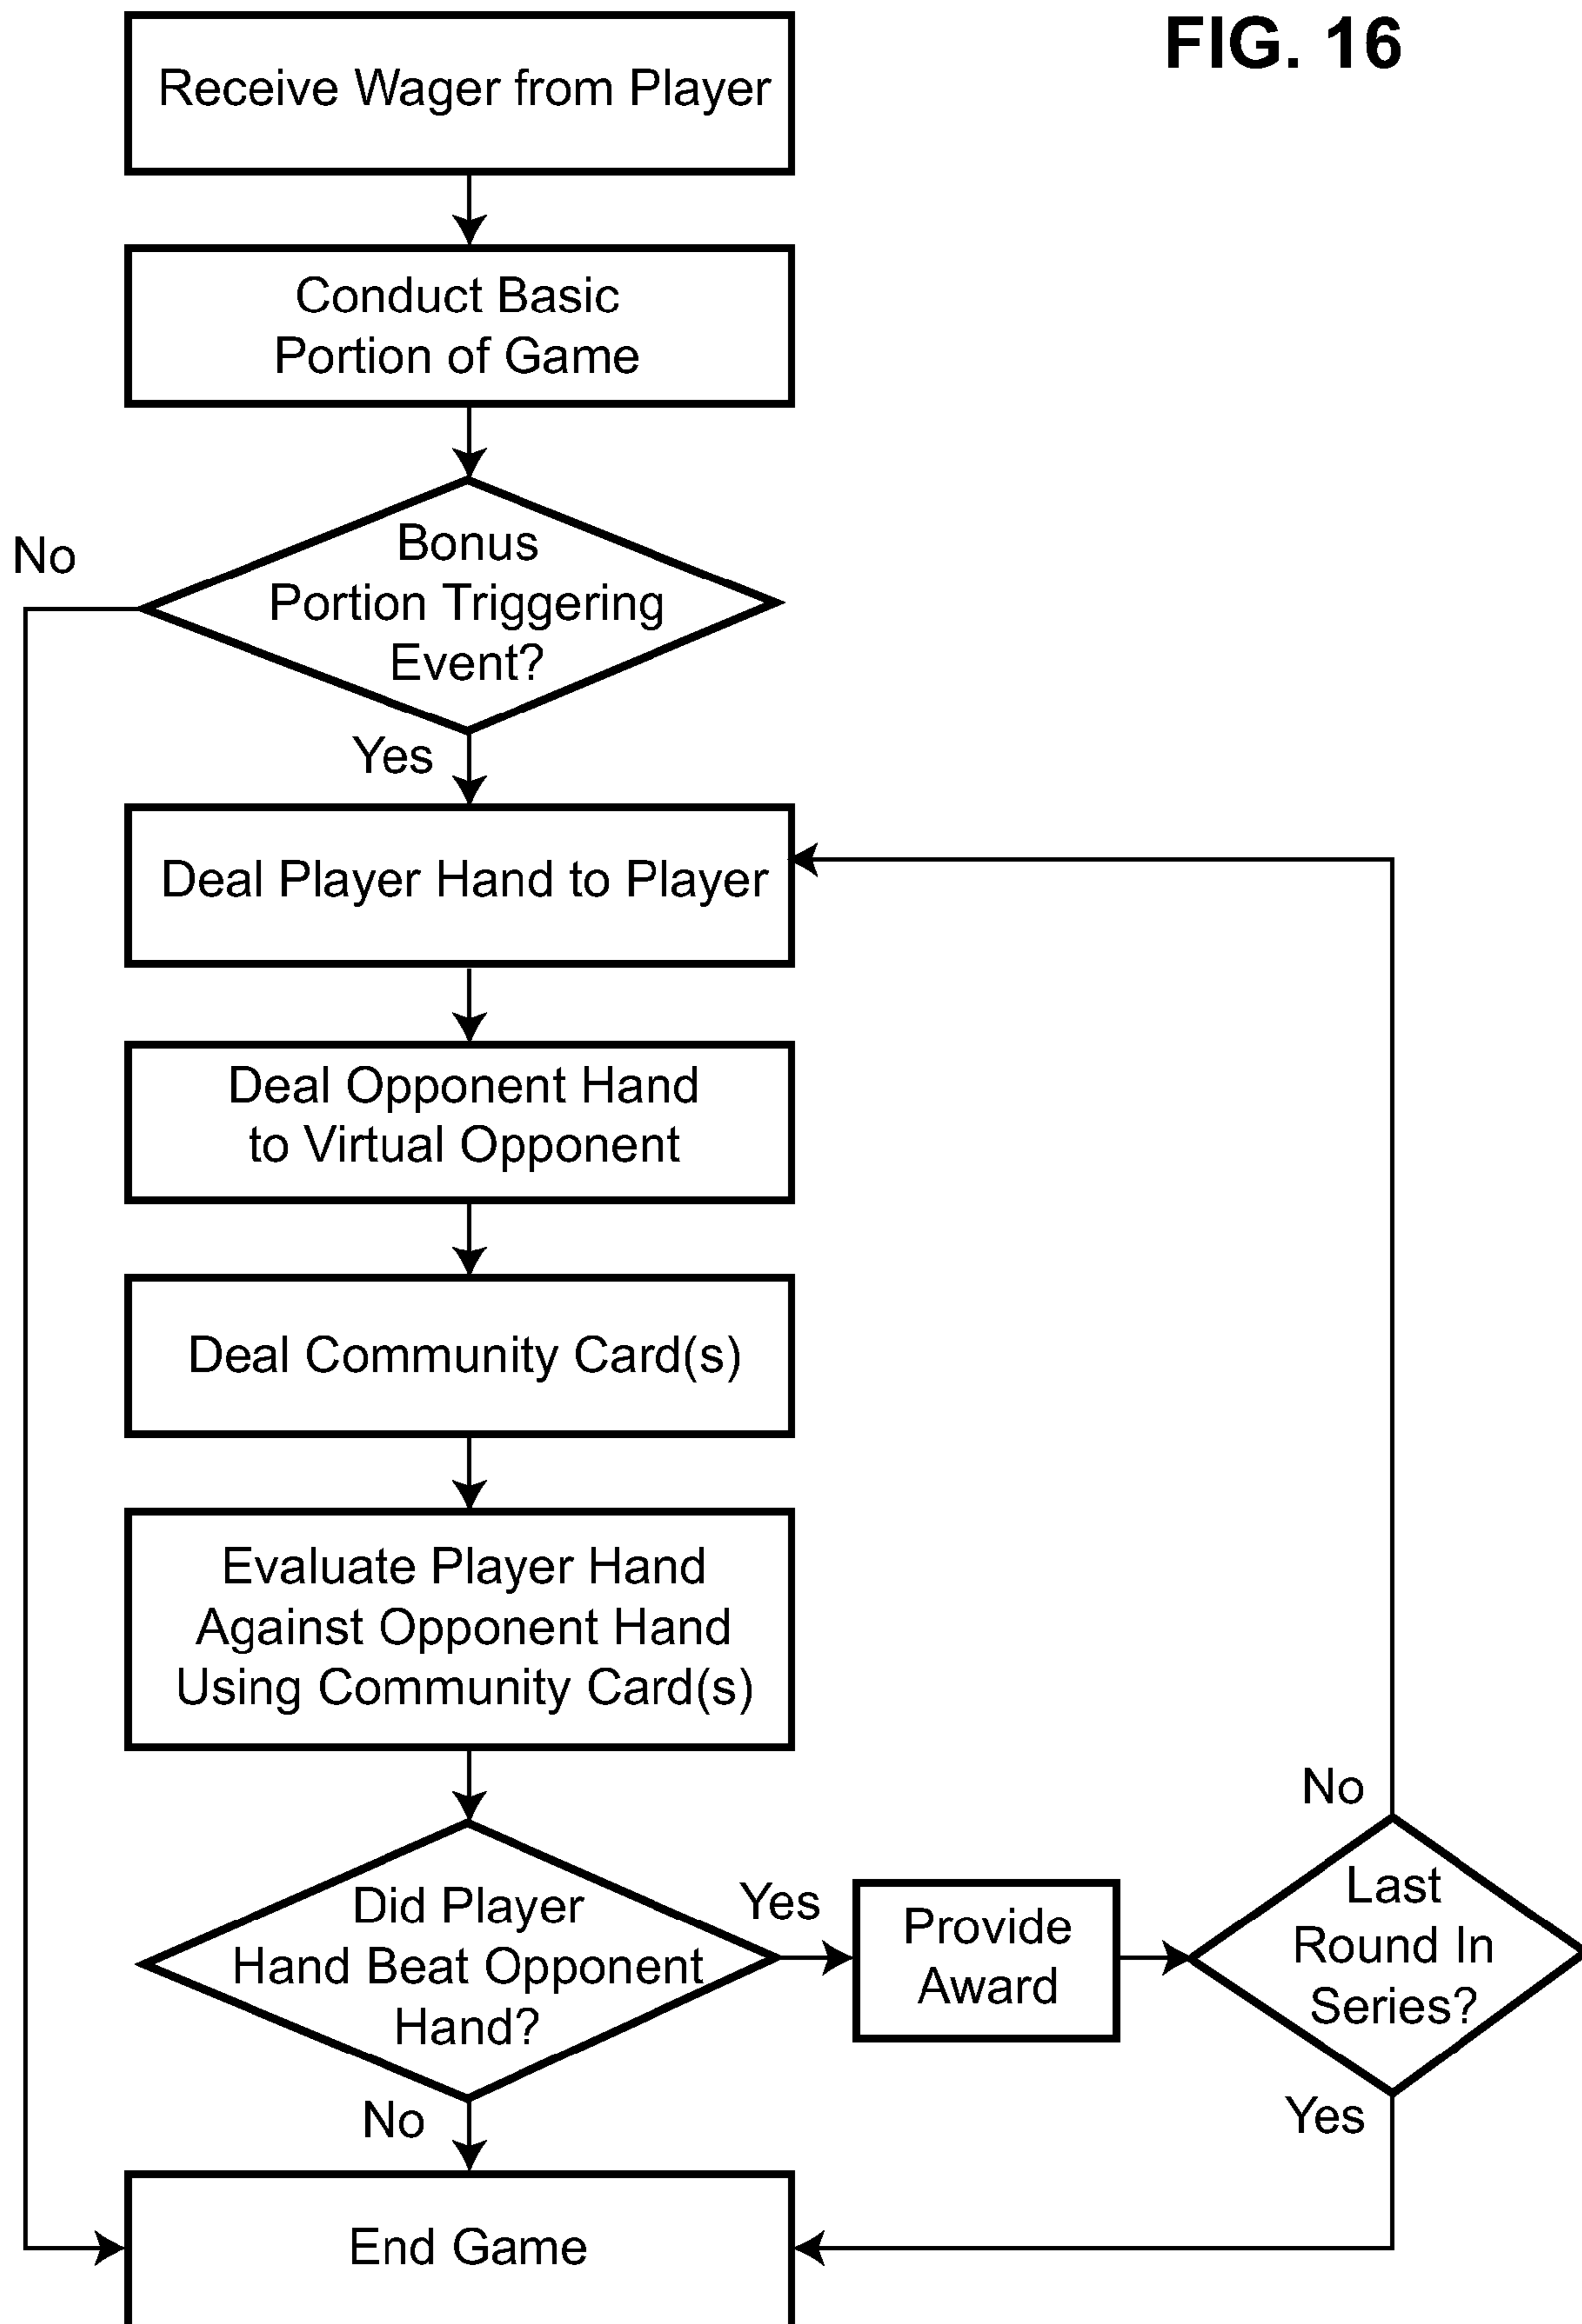 FIG. 16
Receive Wager from Player
Conduct Basic
Portion of Game
Bonus
Portion Triggering
Event?
No
Yes
Deal Player Hand to Player
Deal Opponent Hand
to Virtual Opponent
Deal Community Card(s)
Evaluate Player Hand
Against Opponent Hand
Using Community Card(s)
Did Player
Hand Beat Opponent
Hand?
Yes
Provide
Award
No
Last
Round In
Series?
Yes
No
End Game